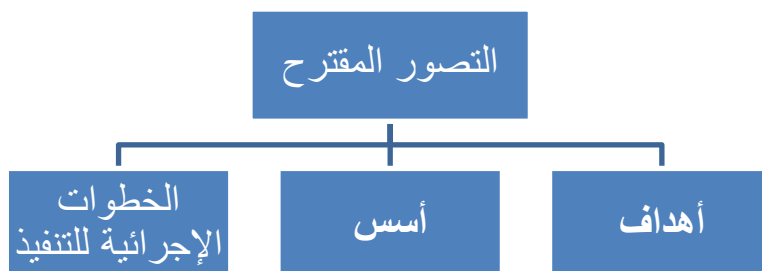 التصور المقترح
أهداف
أسس
الخطوات
الإجرائية للتنفيذ